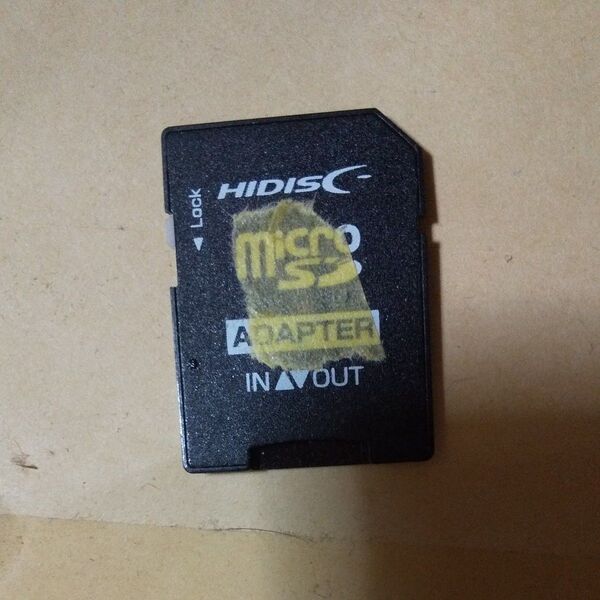 HIDISC
◄ Lock
micro
SD
ADAPTER
IN▲▼OUT